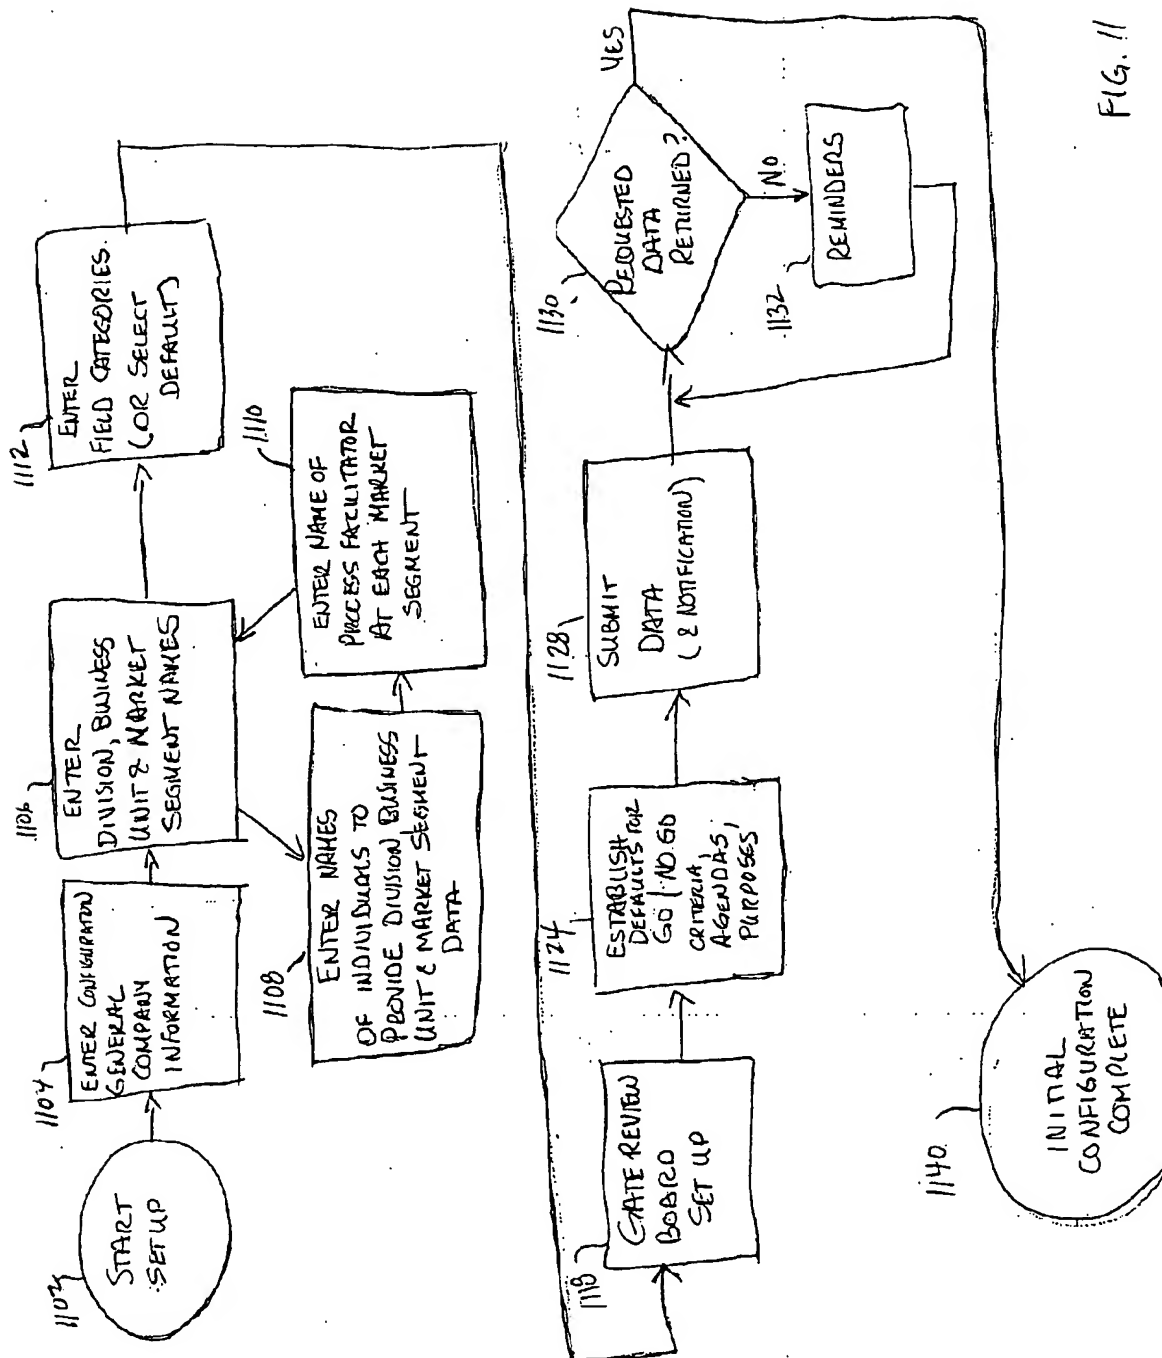 1102
START
SETUP
1104
ENTER CONFIGURATION
GENERAL
COMPANY
INFORMATION
1106
ENTER
DIVISION, BUSINESS
UNIT & MARKET
SEGMENT NAMES
1108
ENTER NAMES
OF INDIVIDUALS TO
PROVIDE DIVISION BUSINESS
UNIT & MARKET SEGMENT
DATA
1110
ENTER NAME OF
PROCESS FACILITATOR
AT EACH MARKET
SEGMENT
1112
ENTER
FIELD CATEGORIES
(OR SELECT
DEFAULT)
1118
GATE REVIEW
BOARD
SET UP
1124
ESTABLISH
DEFAULTS FOR
GO / NO GO
CRITERIA,
AGENDAS,
PURPOSES
1128
SUBMIT
DATA
(& NOTIFICATION)
1130
REQUESTED
DATA
RETURNED?
YES
NO
1132
REMINDERS
1140
INITIAL
CONFIGURATION
COMPLETE
FIG. 11